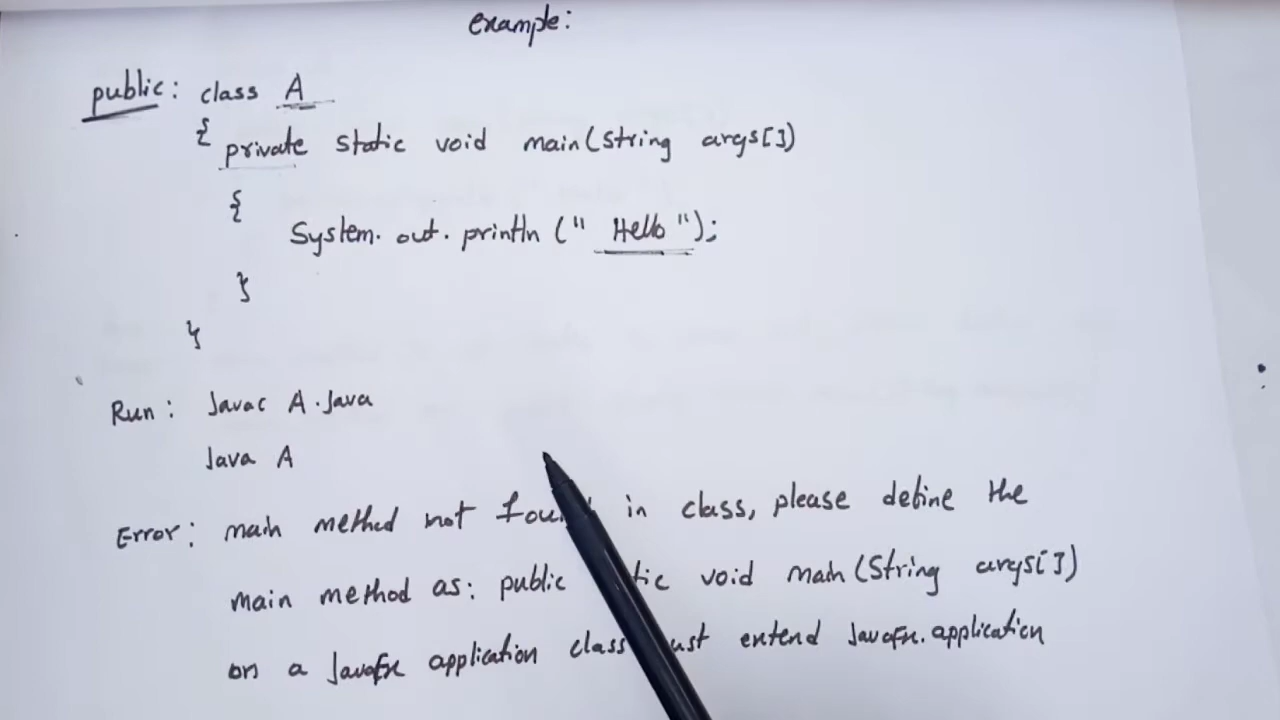 example:
public: class A
{
private static void main(String args[])
{
System.out.println (" Hello ");
}
}
Run: Javac A.Java
Java A
Error: main method not in class, please define the
main method as: public void main (String args[])
on a JavaFx application class extend JavaFx.application